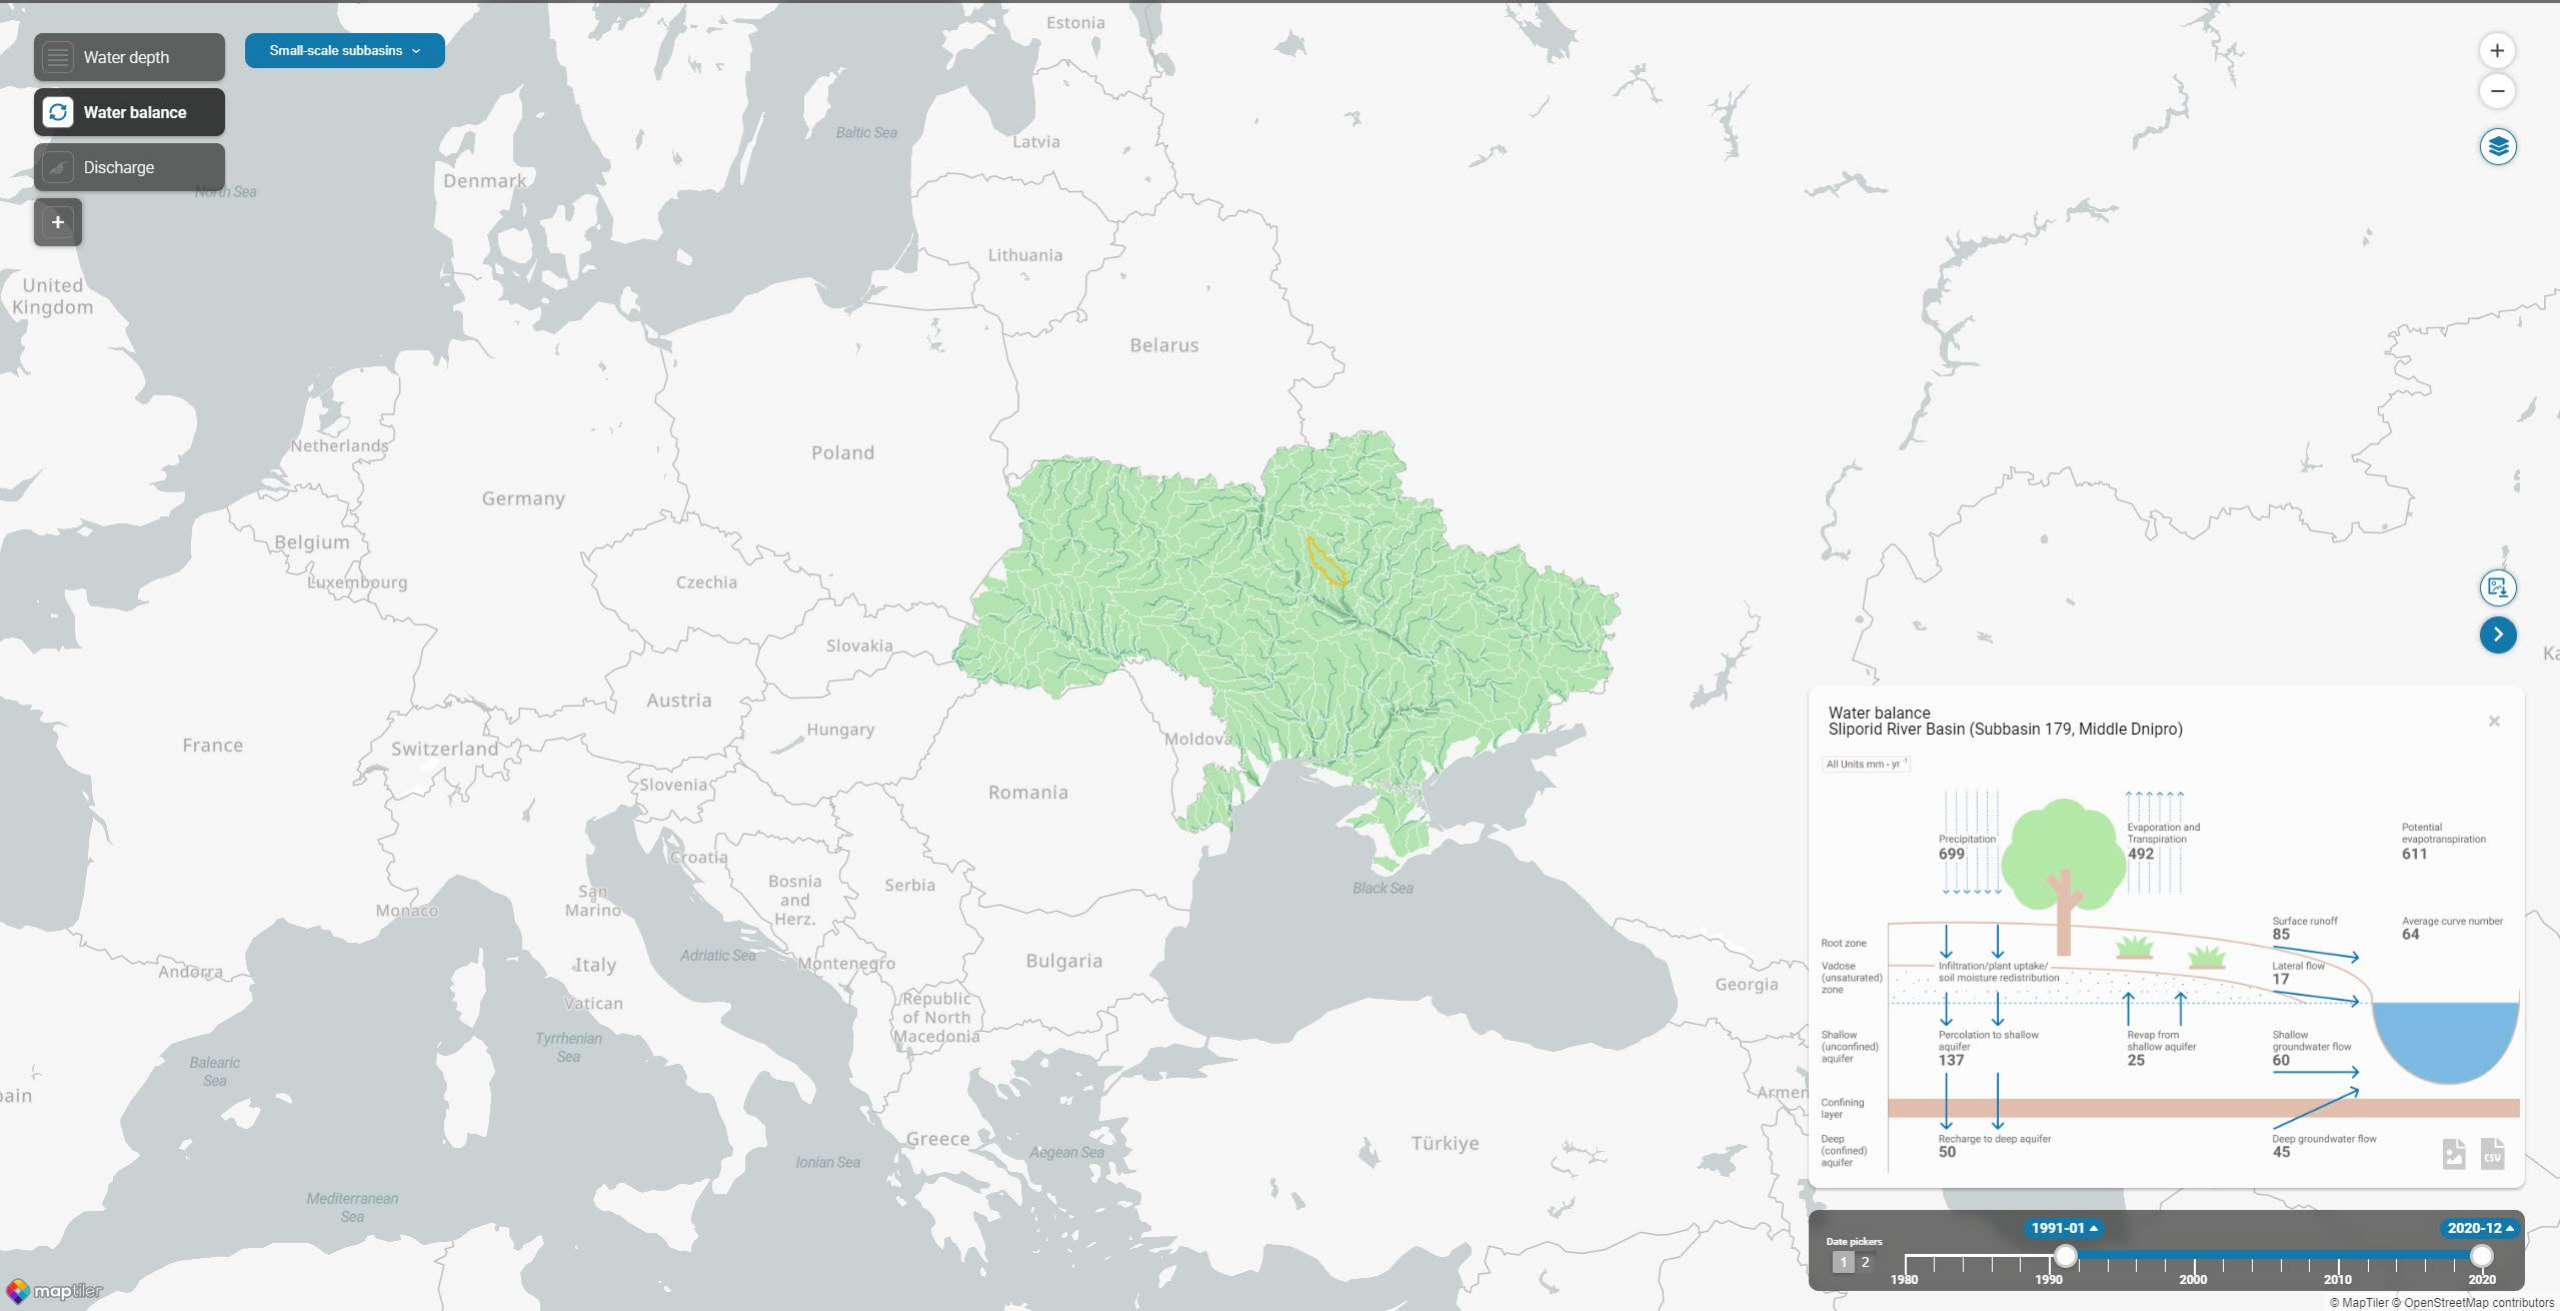 Water depth
Small-scale subbasins
Water balance
Discharge
+
+
−
Estonia
Baltic Sea
Latvia
Denmark
North Sea
Lithuania
United
Kingdom
Belarus
Netherlands
Poland
Germany
Belgium
Luxembourg
Czechia
Slovakia
Austria
Hungary
France
Switzerland
Moldova
Slovenia
Romania
Croatia
Bosnia
and
Herz.
Serbia
San
Marino
Monaco
Black Sea
Adriatic Sea
Montenegro
Bulgaria
Andorra
Italy
Vatican
Georgia
Republic
of North
Macedonia
Tyrrhenian
Sea
Balearic
Sea
ain
Armen
Greece
Aegean Sea
Ionian Sea
Türkiye
Mediterranean
Sea
Ka
Water balance
Sliporid River Basin (Subbasin 179, Middle Dnipro)
All Units mm - yr -1
Precipitation
699
Evaporation and
Transpiration
492
Potential
evapotranspiration
611
Surface runoff
85
Average curve number
64
Root zone
Vadose
(unsaturated)
zone
Infiltration/plant uptake/
soil moisture redistribution
Lateral flow
17
Shallow
(unconfined)
aquifer
Percolation to shallow
aquifer
137
Revap from
shallow aquifer
25
Shallow
groundwater flow
60
Confining
layer
Deep
(confined)
aquifer
Recharge to deep aquifer
50
Deep groundwater flow
45
CSV
1991-01
2020-12
Date pickers
1 2
1980 1990 2000 2010 2020
maptiler
© MapTiler © OpenStreetMap contributors